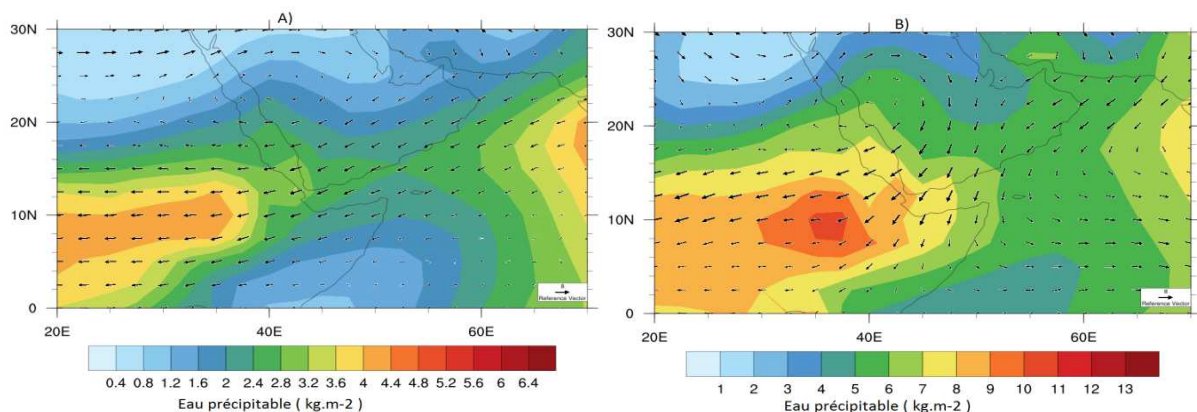 A)
30N
20N
10N
0
20E 40E 60E
8
Reference Vector
0.4 0.8 1.2 1.6 2 2.4 2.8 3.2 3.6 4 4.4 4.8 5.2 5.6 6 6.4
Eau précipitable ( kg.m-2 )
B)
30N
20N
10N
0
20E 40E 60E
8
Reference Vector
1 2 3 4 5 6 7 8 9 10 11 12 13
Eau précipitable ( kg.m-2 )